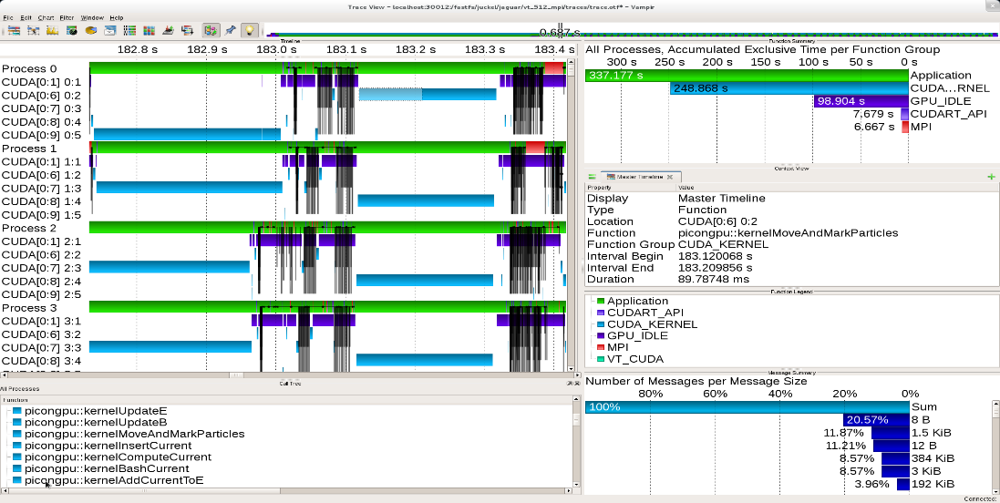 Trace View - localhost:30012:/fastfs/juckel/jaguar/vt_512_mpi/traces/trace.otf* - Vampir
File Edit Chart Filter Window Help
0.687 s
Timeline
182.8 s 182.9 s 183.0 s 183.1 s 183.2 s 183.3 s 183.4 s
Process 0
CUDA[0:1] 0:1
CUDA[0:6] 0:2
CUDA[0:7] 0:3
CUDA[0:8] 0:4
CUDA[0:9] 0:5
Process 1
CUDA[0:1] 1:1
CUDA[0:6] 1:2
CUDA[0:7] 1:3
CUDA[0:8] 1:4
CUDA[0:9] 1:5
Process 2
CUDA[0:1] 2:1
CUDA[0:6] 2:2
CUDA[0:7] 2:3
CUDA[0:8] 2:4
CUDA[0:9] 2:5
Process 3
CUDA[0:1] 3:1
CUDA[0:6] 3:2
CUDA[0:7] 3:3
CUDA[0:8] 3:4
Call Tree
All Processes
Function
picongpu::kernelUpdateE
picongpu::kernelUpdateB
picongpu::kernelMoveAndMarkParticles
picongpu::kernelInsertCurrent
picongpu::kernelComputeCurrent
picongpu::kernelBashCurrent
picongpu::kernelAddCurrentToE
Function Summary
All Processes, Accumulated Exclusive Time per Function Group
300 s 250 s 200 s 150 s 100 s 50 s 0 s
337.177 s Application
248.868 s CUDA...RNEL
98.904 s GPU_IDLE
7.679 s CUDART_API
6.667 s MPI
Context View
Master Timeline
Property Value
Display Master Timeline
Type Function
Location CUDA[0:6] 0:2
Function picongpu::kernelMoveAndMarkParticles
Function Group CUDA_KERNEL
Interval Begin 183.120068 s
Interval End 183.209856 s
Duration 89.78748 ms
Function Legend
Application
CUDART_API
CUDA_KERNEL
GPU_IDLE
MPI
VT_CUDA
Message Summary
Number of Messages per Message Size
80% 60% 40% 20% 0%
100% Sum
20.57% 8 B
11.87% 1.5 KiB
11.21% 12 B
8.57% 384 KiB
8.57% 3 KiB
3.96% 192 KiB
Connected: